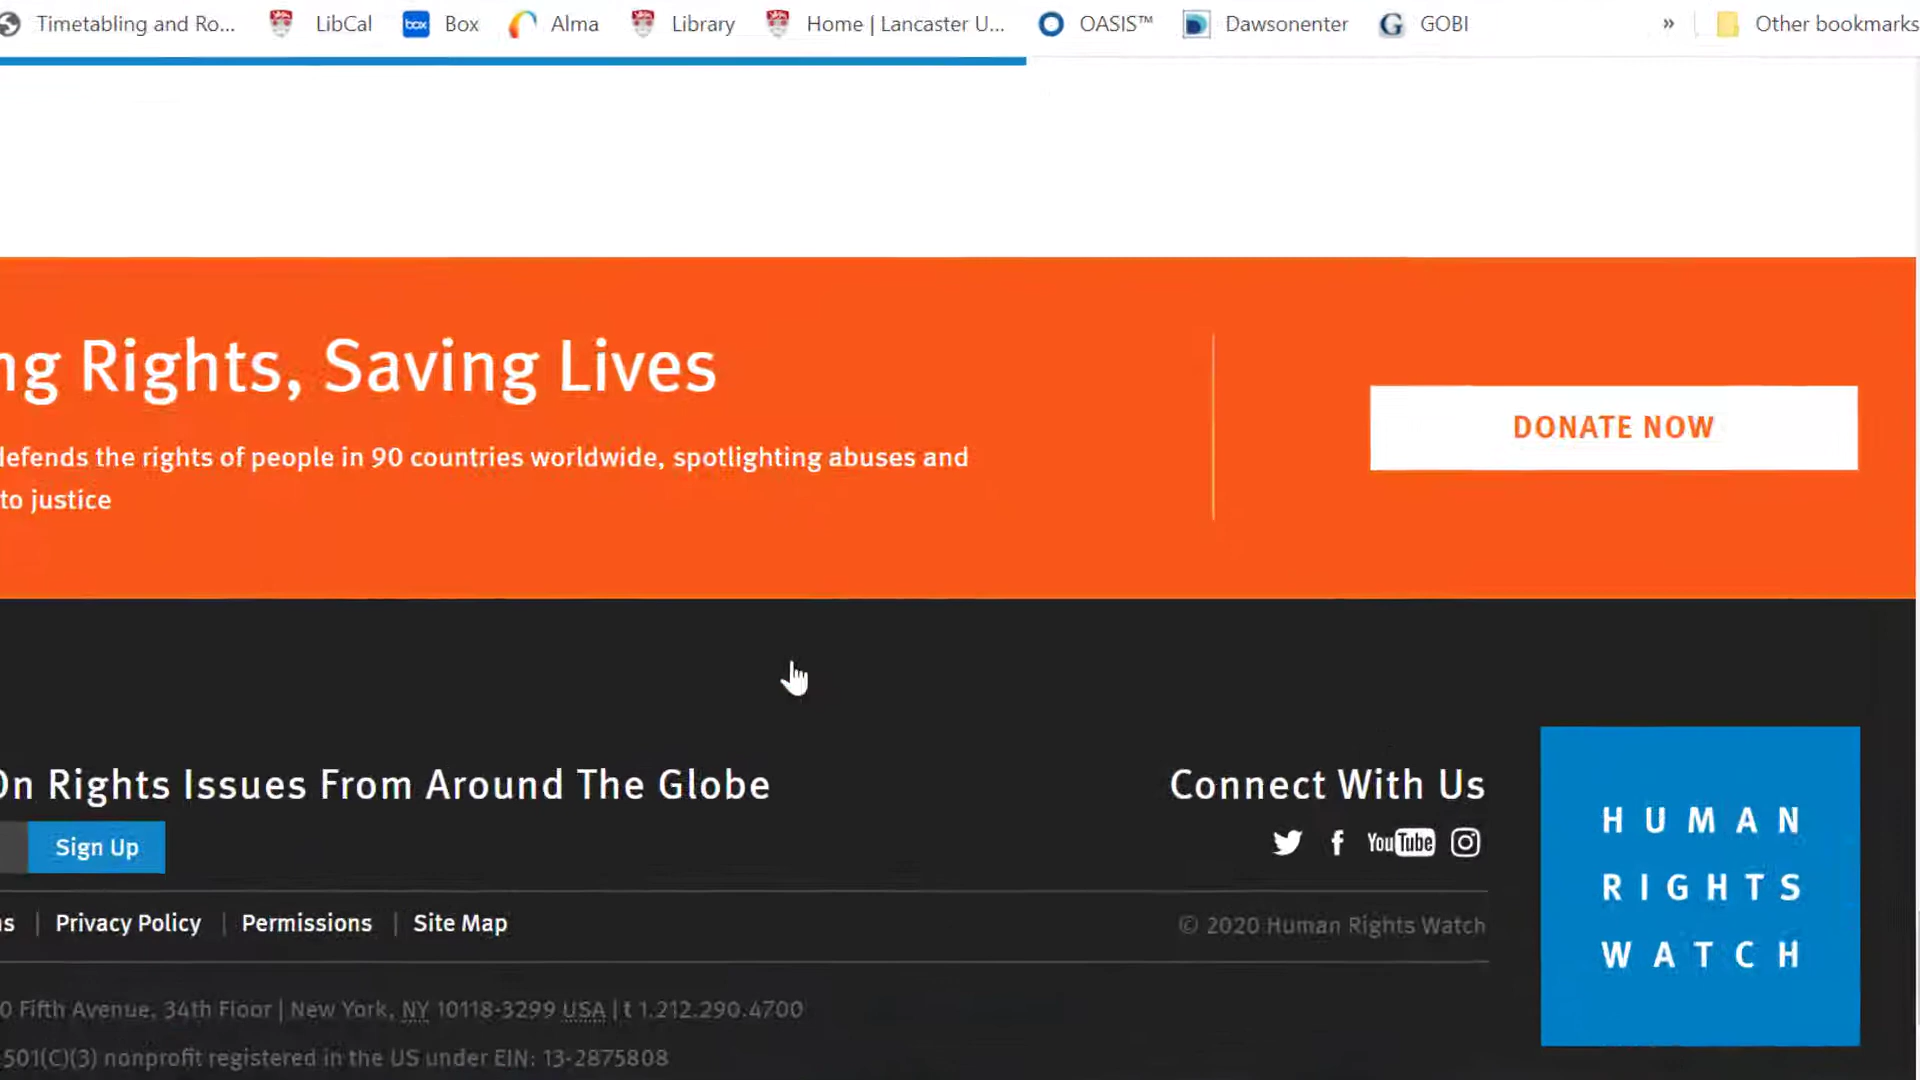 Timetabling and Ro... LibCal box Box Alma Library Home | Lancaster U... OASIS™ Dawsonenter GOBI » Other bookmarks
ng Rights, Saving Lives
defends the rights of people in 90 countries worldwide, spotlighting abuses and
to justice
DONATE NOW
On Rights Issues From Around The Globe
Sign Up
Connect With Us
YouTube
s | Privacy Policy | Permissions | Site Map
© 2020 Human Rights Watch
0 Fifth Avenue, 34th Floor | New York, NY 10118-3299 USA | t 1.212.290.4700
501(C)(3) nonprofit registered in the US under EIN: 13-2875808
HUMAN
RIGHTS
WATCH